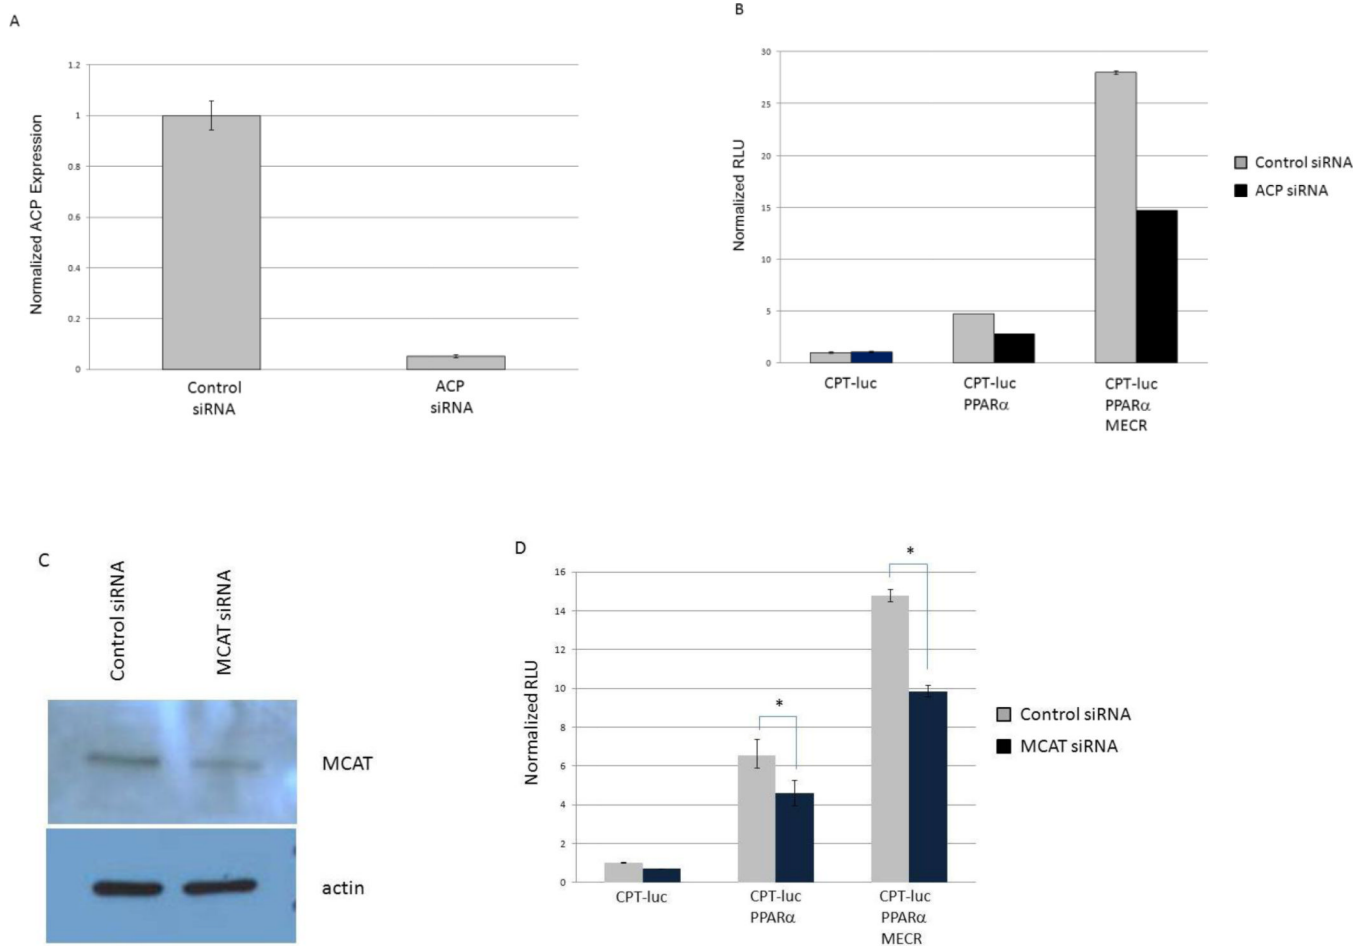 A
Normalized ACP Expression
1.2
1
0.8
0.6
0.4
0.2
0
Control
siRNA
ACP
siRNA
B
Normalized RLU
30
25
20
15
10
5
0
CPT-luc
CPT-luc
PPARα
CPT-luc
PPARα
MECR
Control siRNA
ACP siRNA
C
Control siRNA
MCAT siRNA
MCAT
actin
D
Normalized RLU
16
14
12
10
8
6
4
2
0
*
*
CPT-luc
CPT-luc
PPARα
CPT-luc
PPARα
MECR
Control siRNA
MCAT siRNA